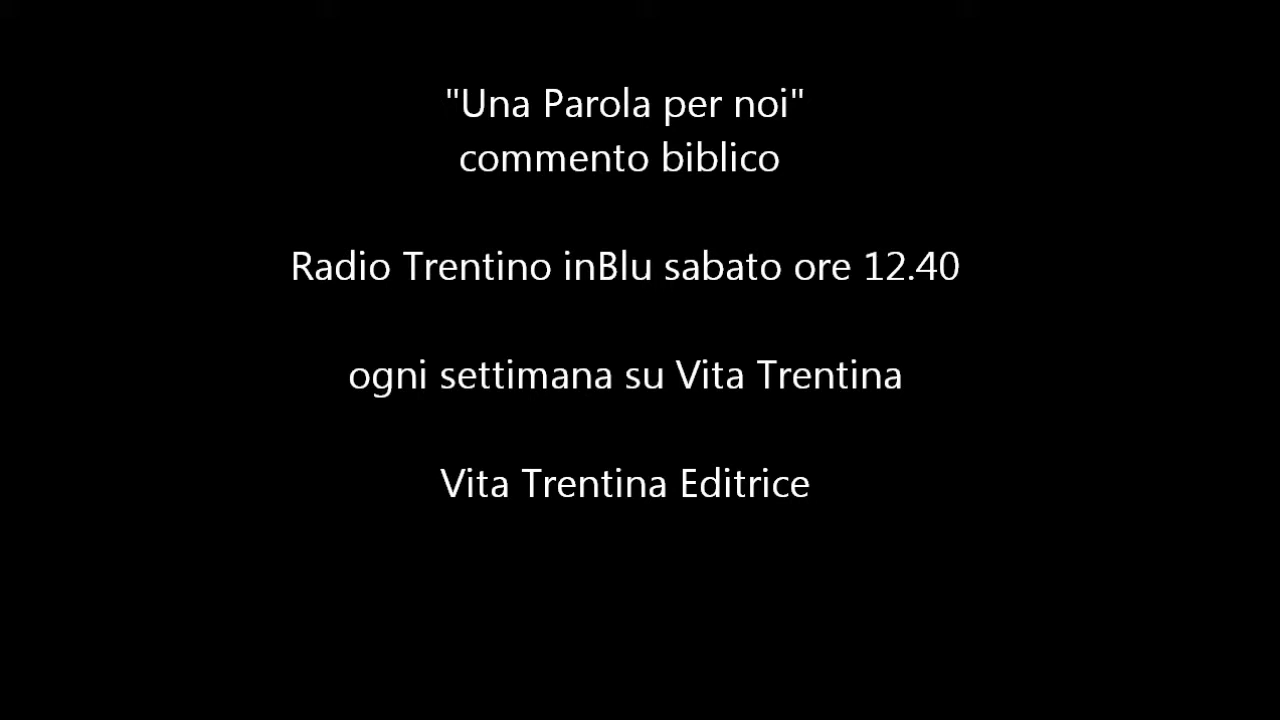 "Una Parola per noi"
commento biblico
Radio Trentino inBlu sabato ore 12.40
ogni settimana su Vita Trentina
Vita Trentina Editrice